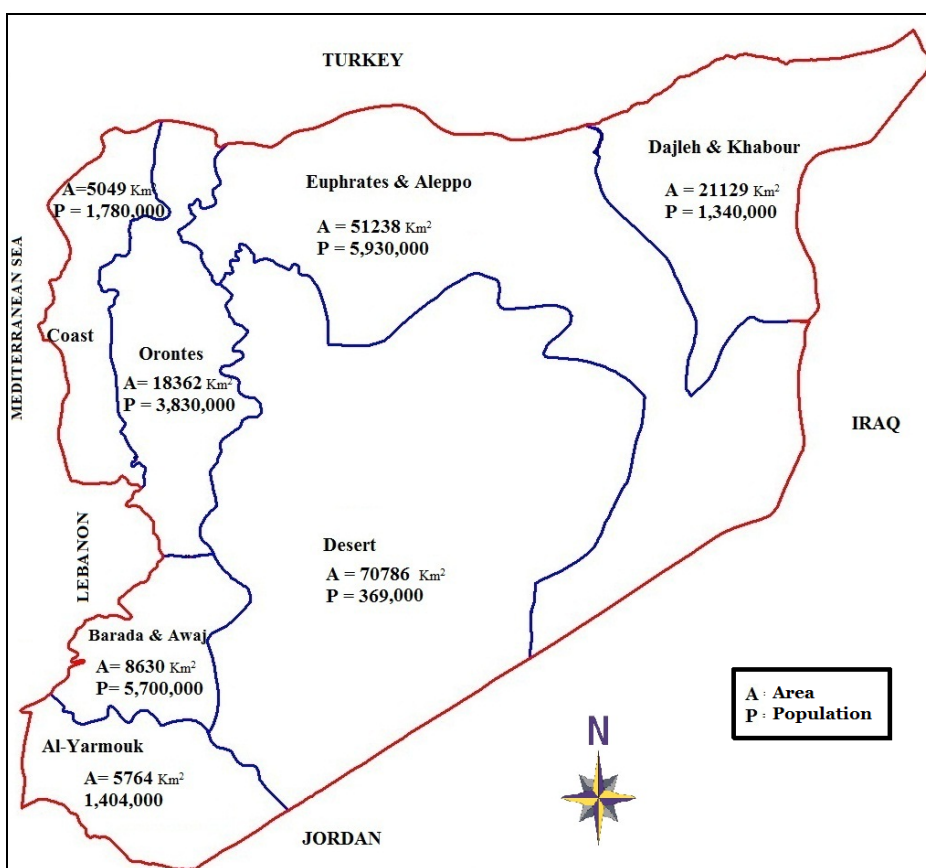 TURKEY
Dajleh & Khabour
A = 21129 Km²
P = 1,340,000
A=5049 Km
P = 1,780,000
Euphrates & Aleppo
A = 51238 Km²
P = 5,930,000
MEDITERRANEAN SEA
Coast
Orontes
A= 18362 Km²
P = 3,830,000
IRAQ
LEBANON
Desert
A = 70786 Km²
P = 369,000
Barada & Awaj
A= 8630 Km²
P= 5,700,000
A : Area
P : Population
N
Al-Yarmouk
A= 5764 Km²
1,404,000
JORDAN